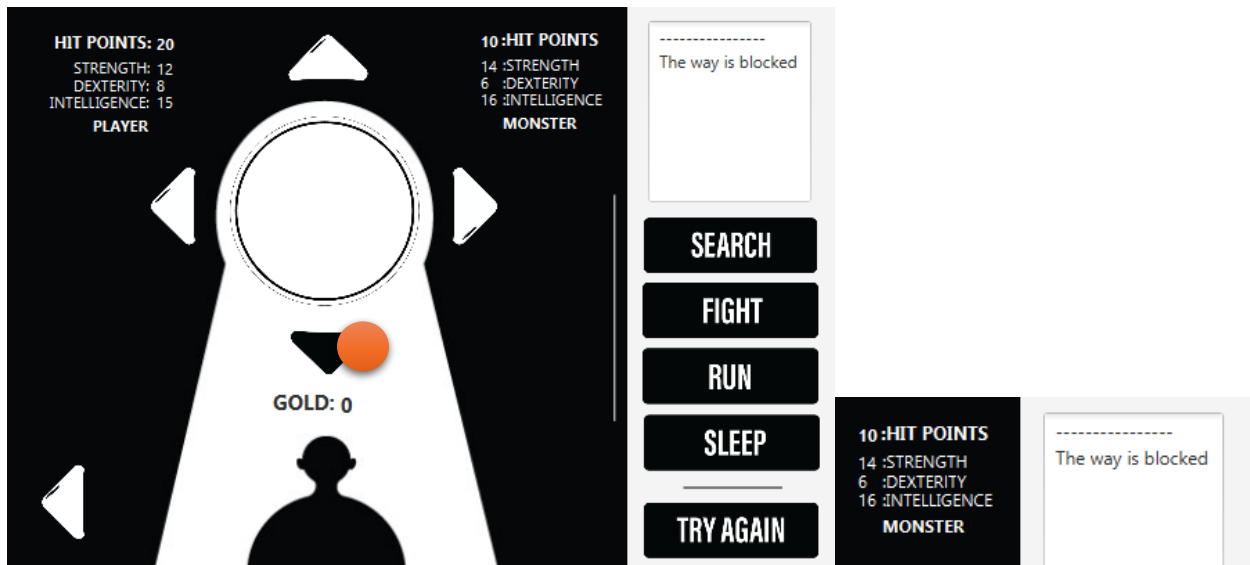 HIT POINTS: 20
STRENGTH: 12
DEXTERITY: 8
INTELLIGENCE: 15
PLAYER
10 :HIT POINTS
14 :STRENGTH
6 :DEXTERITY
16 :INTELLIGENCE
MONSTER
GOLD: 0
----------------
The way is blocked
SEARCH
FIGHT
RUN
SLEEP
TRY AGAIN
10 :HIT POINTS
14 :STRENGTH
6 :DEXTERITY
16 :INTELLIGENCE
MONSTER
----------------
The way is blocked